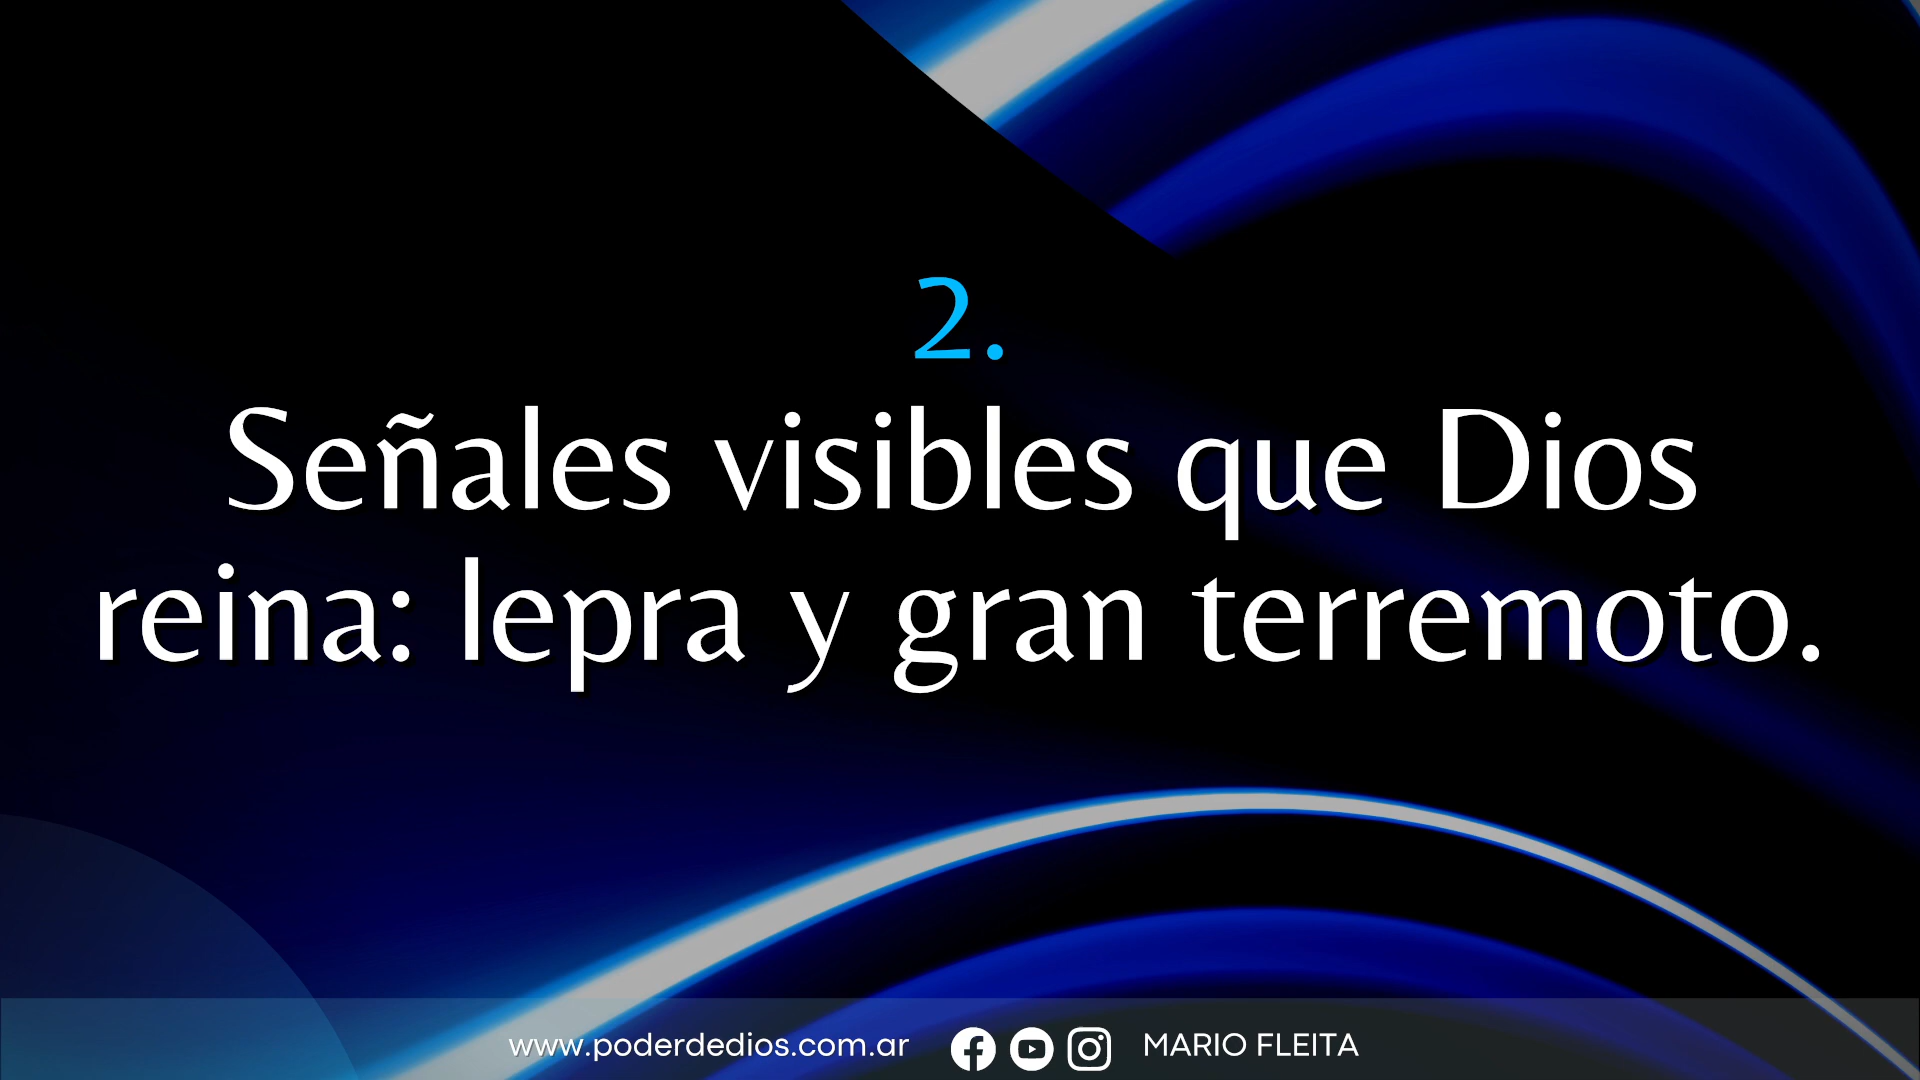 2.
Señales visibles que Dios
reina: lepra y gran terremoto.
www.poderdedios.com.ar MARIO FLEITA